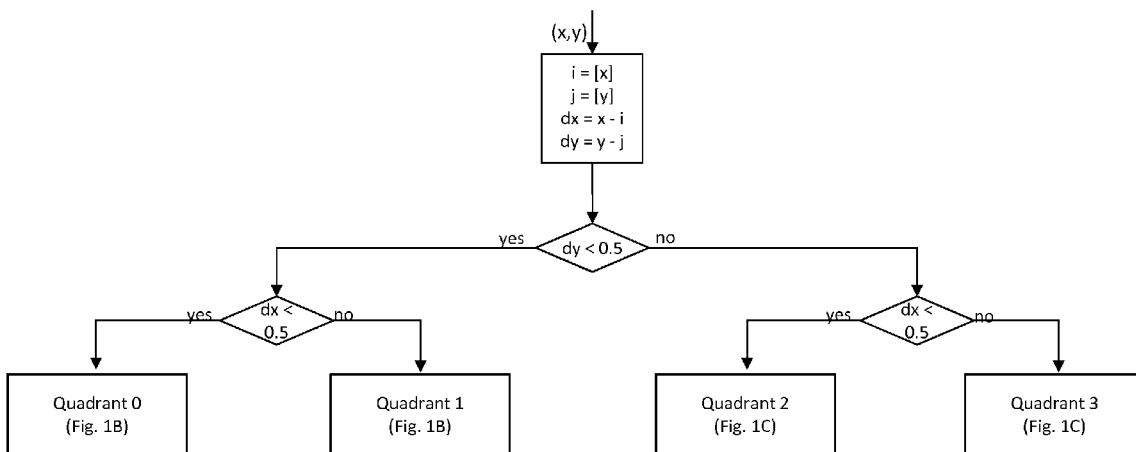 (x,y)
i = [x]
j = [y]
dx = x - i
dy = y - j
yes
dy < 0.5
no
yes
dx <
0.5
no
yes
dx <
0.5
no
Quadrant 0
(Fig. 1B)
Quadrant 1
(Fig. 1B)
Quadrant 2
(Fig. 1C)
Quadrant 3
(Fig. 1C)